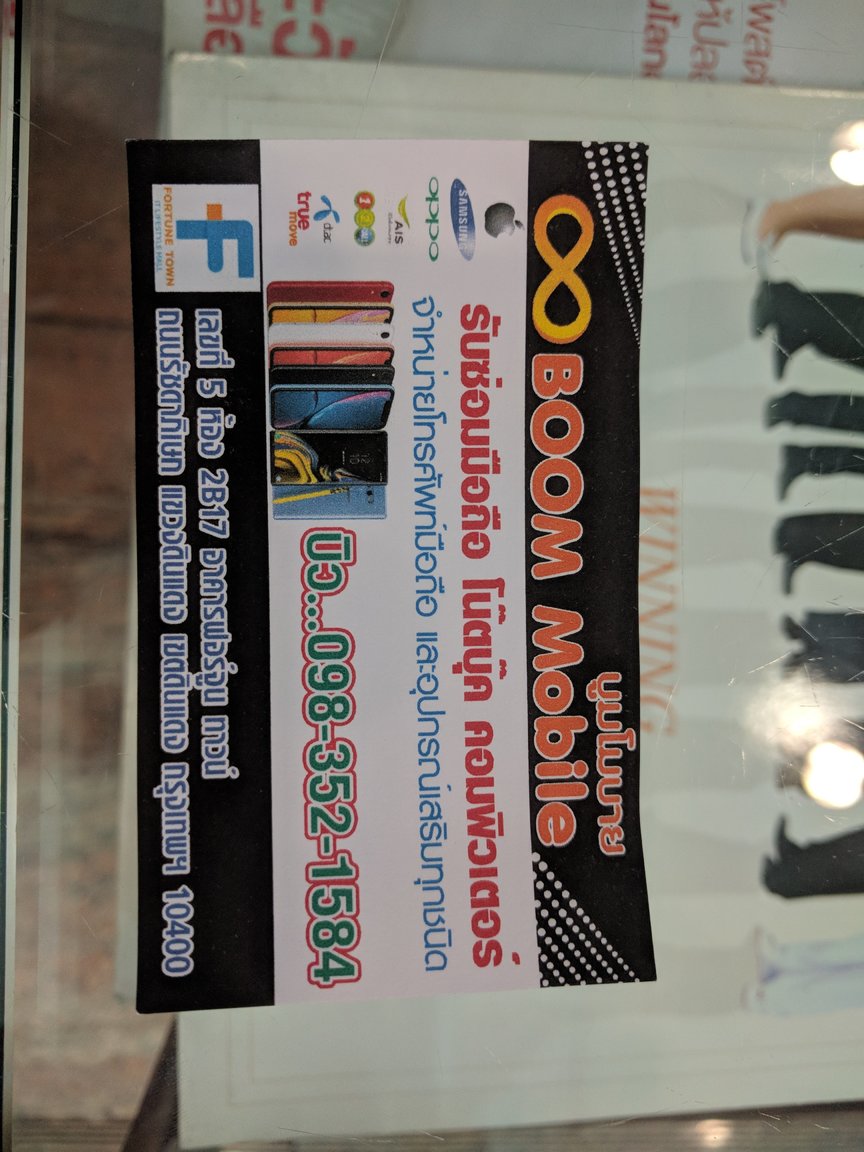 บูมโมบาย
BOOM Mobile
SAMSUNG
oppo
AIS
dtac
true
move
รับซ่อมมือถือ โน๊ตบุ๊ค คอมพิวเตอร์
จำหน่ายโทรศัพท์มือถือ และอุปกรณ์เสริมทุกชนิด
บิว...098-352-1584
FORTUNE TOWN
IT LIFESTYLE MALL
เลขที่ 5 ห้อง 2B17 อาคารฟอร์จูน ทาวน์
ถนนรัชดาภิเษก แขวงดินแดง เขตดินแดง กรุงเทพฯ 10400
WINNING